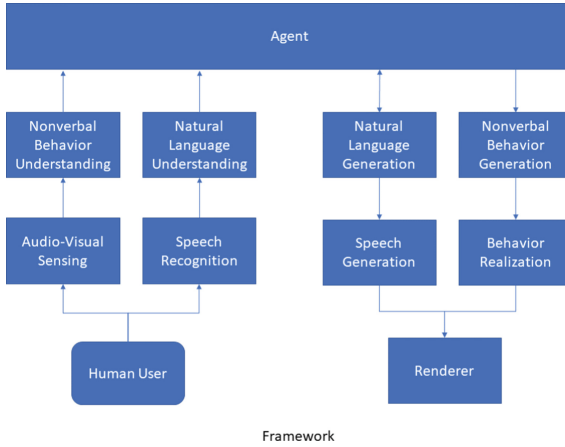 Agent
Nonverbal
Behavior
Understanding
Natural
Language
Understanding
Natural
Language
Generation
Nonverbal
Behavior
Generation
Audio-Visual
Sensing
Speech
Recognition
Speech
Generation
Behavior
Realization
Human User
Renderer
Framework